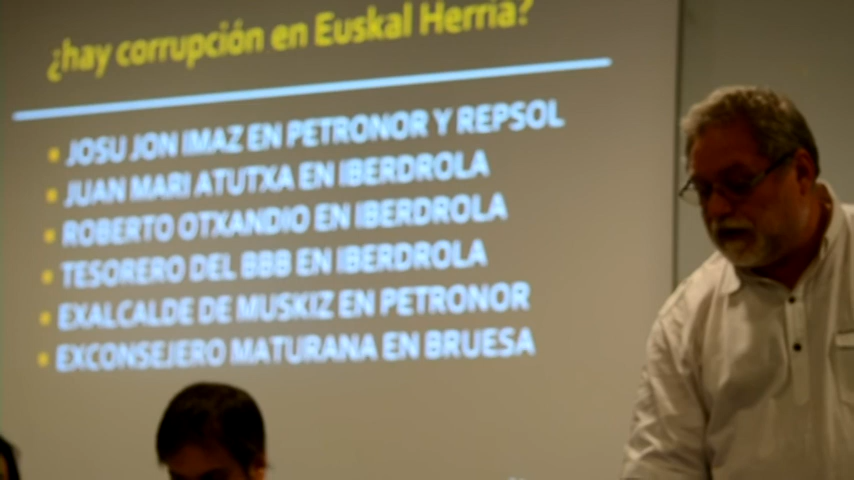 ¿hay corrupción en Euskal Herria?
JOSU JON IMAZ EN PETRONOR Y REPSOL
JUAN MARI ATUTXA EN IBERDROLA
ROBERTO OTXANDIO EN IBERDROLA
TESORERO DEL BBB EN IBERDROLA
EXALCALDE DE MUSKIZ EN PETRONOR
EXCONSEJERO MATURANA EN BRUESA